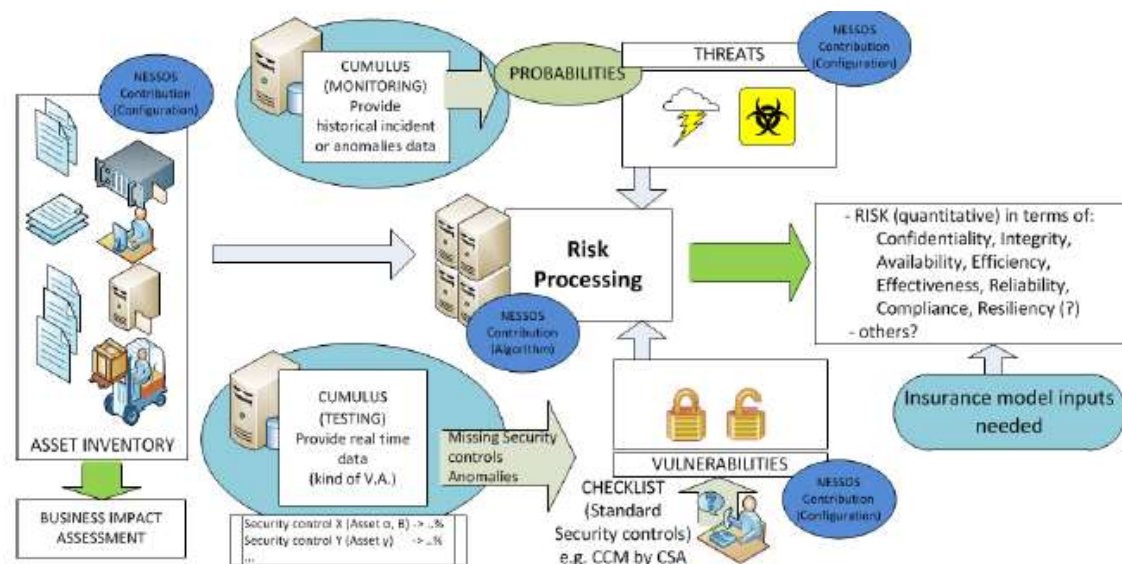 NESSOS
Contribution
(Configuration)
ASSET INVENTORY
BUSINESS IMPACT
ASSESSMENT
CUMULUS
(MONITORING)
Provide
historical incident
or anomalies data
PROBABILITIES
THREATS
NESSOS
Contribution
(Configuration)
Risk
Processing
NESSOS
Contribution
(Algorithm)
- RISK (quantitative) in terms of:
Confidentiality, Integrity,
Availability, Efficiency,
Effectiveness, Reliability,
Compliance, Resiliency (?)
- others?
Insurance model inputs
needed
CUMULUS
(TESTING)
Provide real time
data
(kind of V.A.)
Missing Security
controls
Anomalies
Security control X (Asset α, B) -> ..%
Security control Y (Asset γ) -> ..%
...
VULNERABILITIES
CHECKLIST
(Standard
Security controls)
e.g. CCM by CSA
NESSOS
Contribution
(Configuration)